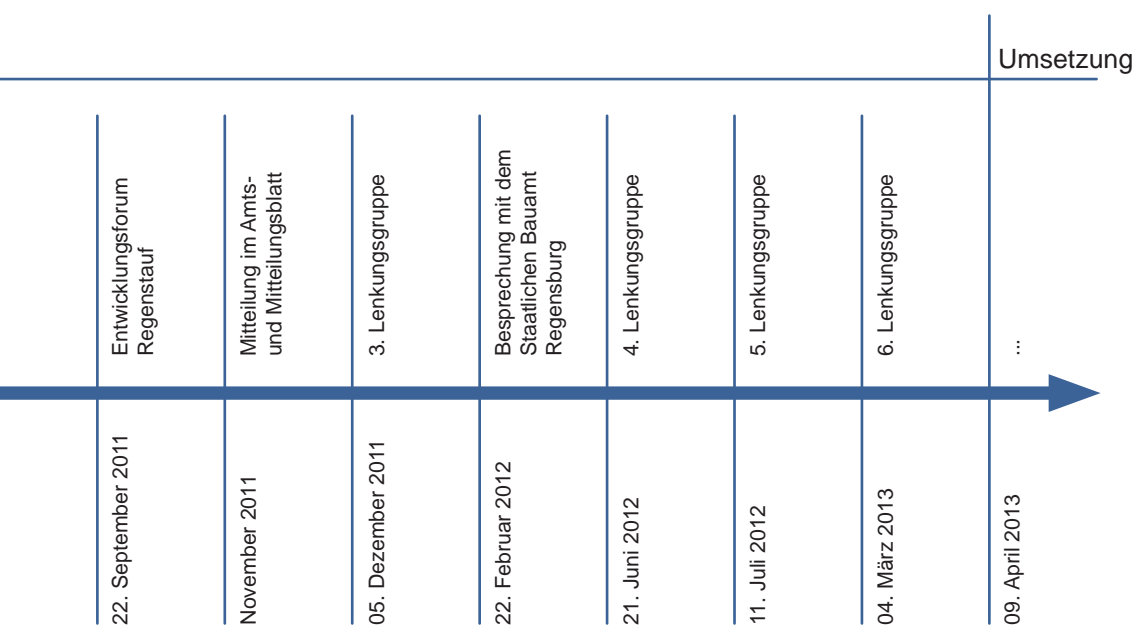 Umsetzung
Entwicklungsforum
Regenstauf
Mitteilung im Amts-
und Mitteilungsblatt
3. Lenkungsgruppe
Besprechung mit dem
Staatlichen Bauamt
Regensburg
4. Lenkungsgruppe
5. Lenkungsgruppe
6. Lenkungsgruppe
...
22. September 2011
November 2011
05. Dezember 2011
22. Februar 2012
21. Juni 2012
11. Juli 2012
04. März 2013
09. April 2013